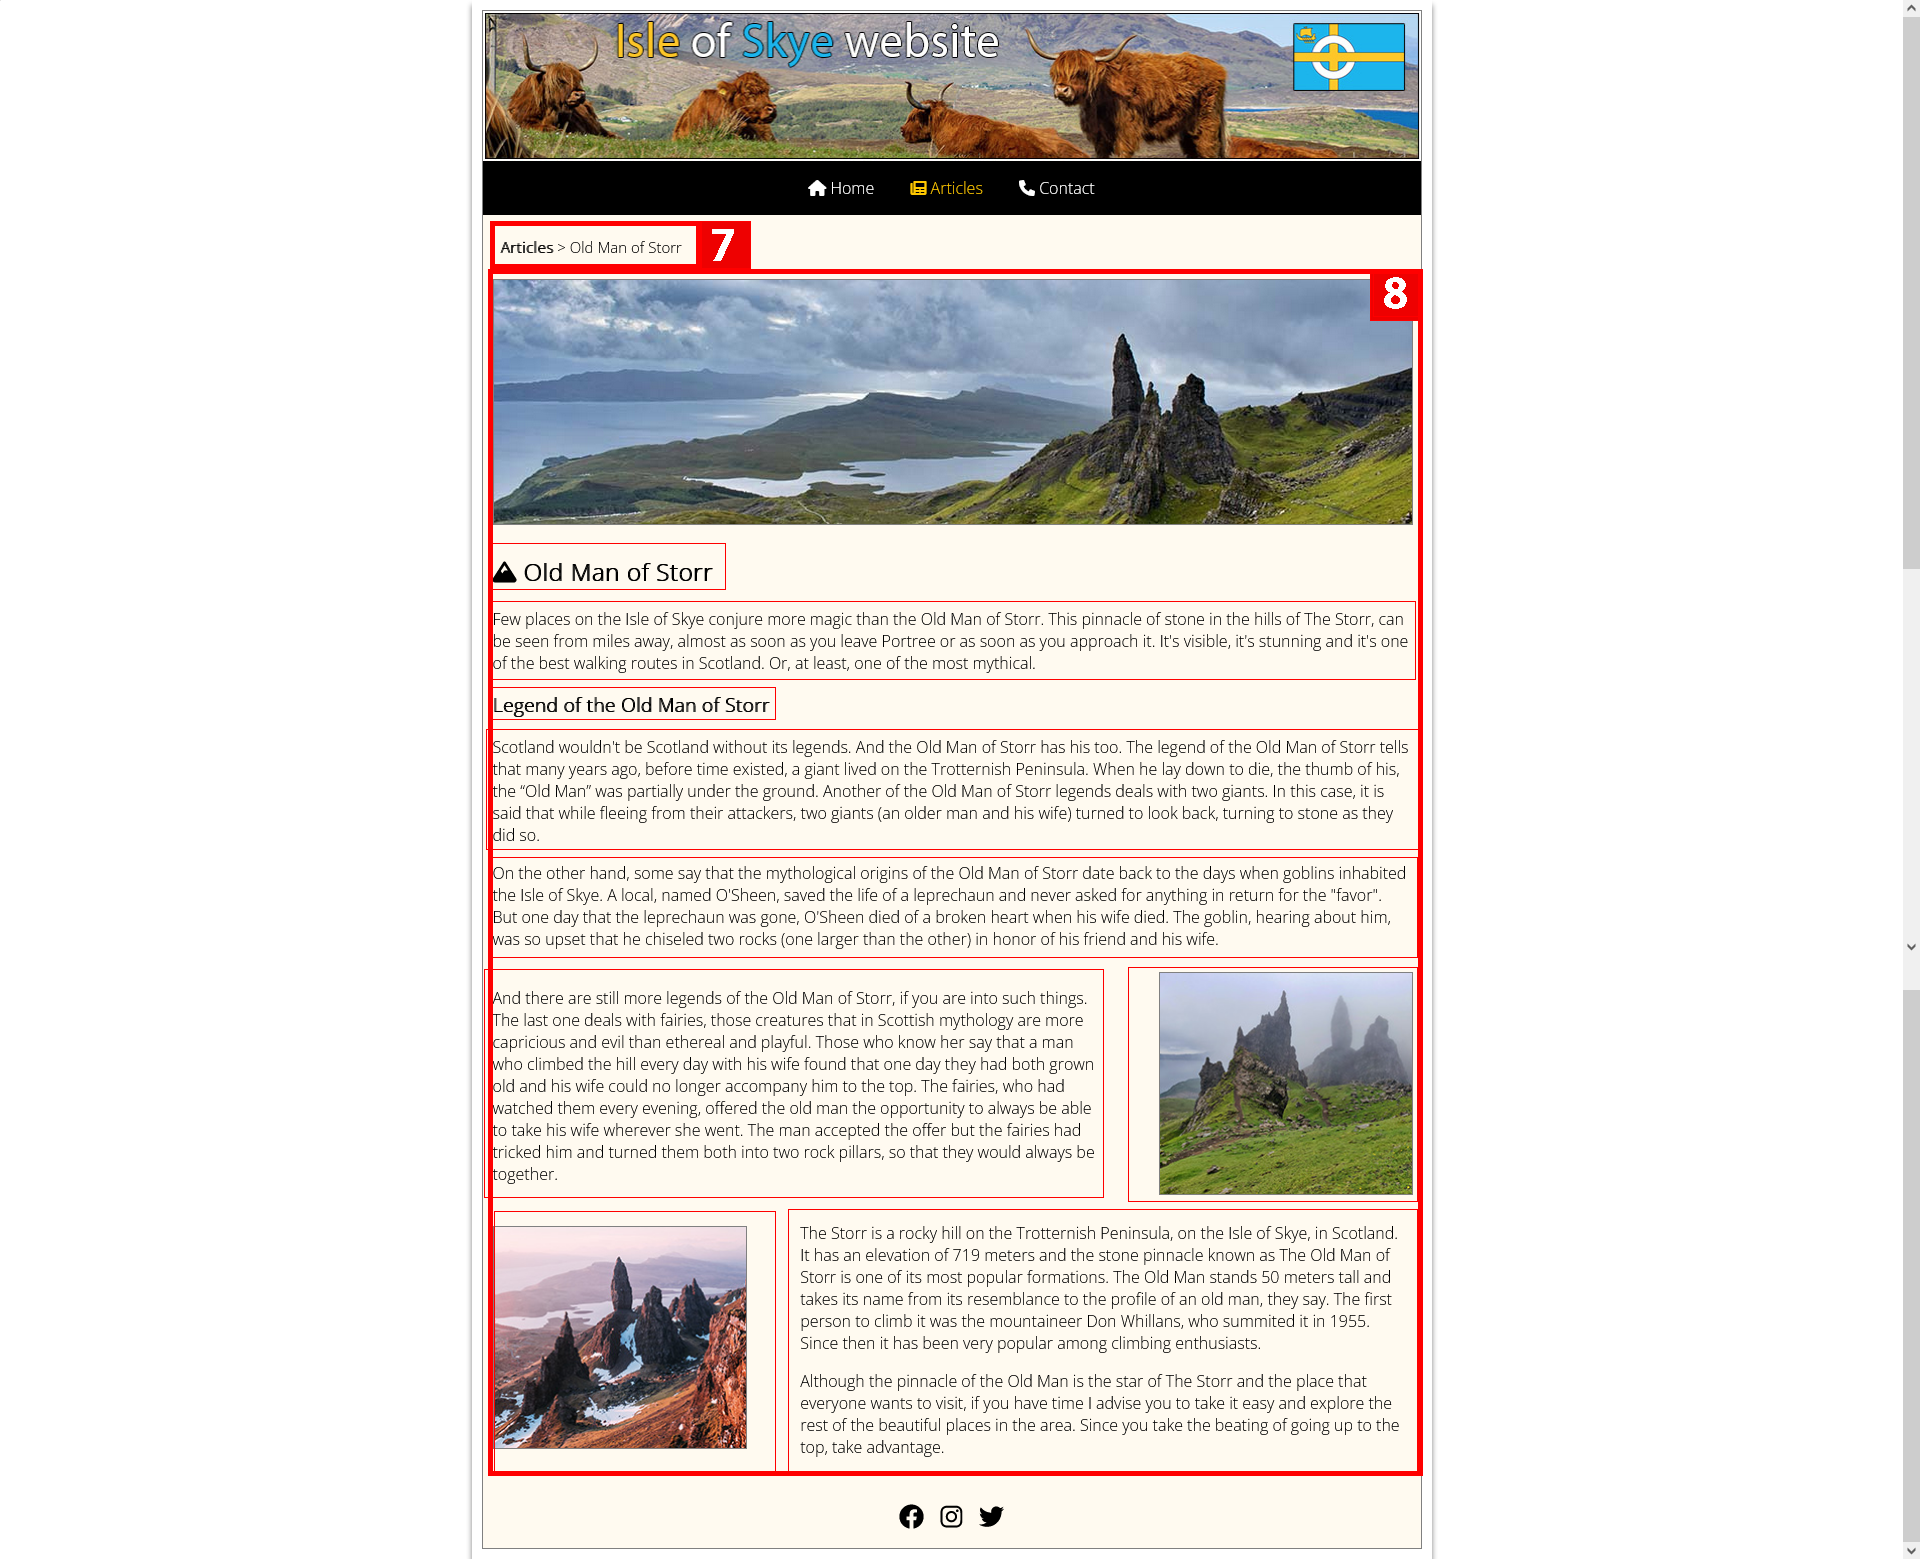 Isle of Skye website
Home Articles Contact
Articles > Old Man of Storr
7
8
Old Man of Storr
Few places on the Isle of Skye conjure more magic than the Old Man of Storr. This pinnacle of stone in the hills of The Storr, can
be seen from miles away, almost as soon as you leave Portree or as soon as you approach it. It's visible, it's stunning and it's one
of the best walking routes in Scotland. Or, at least, one of the most mythical.
Legend of the Old Man of Storr
Scotland wouldn't be Scotland without its legends. And the Old Man of Storr has his too. The legend of the Old Man of Storr tells
that many years ago, before time existed, a giant lived on the Trotternish Peninsula. When he lay down to die, the thumb of his,
the “Old Man” was partially under the ground. Another of the Old Man of Storr legends deals with two giants. In this case, it is
said that while fleeing from their attackers, two giants (an older man and his wife) turned to look back, turning to stone as they
did so.
On the other hand, some say that the mythological origins of the Old Man of Storr date back to the days when goblins inhabited
the Isle of Skye. A local, named O'Sheen, saved the life of a leprechaun and never asked for anything in return for the "favor".
But one day that the leprechaun was gone, O'Sheen died of a broken heart when his wife died. The goblin, hearing about him,
was so upset that he chiseled two rocks (one larger than the other) in honor of his friend and his wife.
And there are still more legends of the Old Man of Storr, if you are into such things.
The last one deals with fairies, those creatures that in Scottish mythology are more
capricious and evil than ethereal and playful. Those who know her say that a man
who climbed the hill every day with his wife found that one day they had both grown
old and his wife could no longer accompany him to the top. The fairies, who had
watched them every evening, offered the old man the opportunity to always be able
to take his wife wherever she went. The man accepted the offer but the fairies had
tricked him and turned them both into two rock pillars, so that they would always be
together.
The Storr is a rocky hill on the Trotternish Peninsula, on the Isle of Skye, in Scotland.
It has an elevation of 719 meters and the stone pinnacle known as The Old Man of
Storr is one of its most popular formations. The Old Man stands 50 meters tall and
takes its name from its resemblance to the profile of an old man, they say. The first
person to climb it was the mountaineer Don Whillans, who summited it in 1955.
Since then it has been very popular among climbing enthusiasts.
Although the pinnacle of the Old Man is the star of The Storr and the place that
everyone wants to visit, if you have time I advise you to take it easy and explore the
rest of the beautiful places in the area. Since you take the beating of going up to the
top, take advantage.